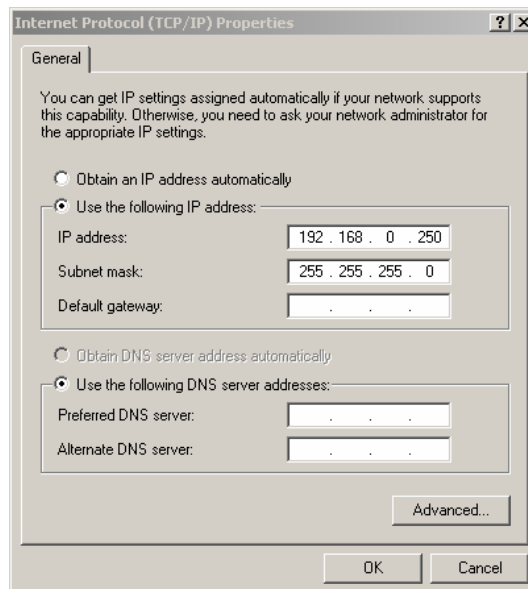 Internet Protocol (TCP/IP) Properties
General
You can get IP settings assigned automatically if your network supports
this capability. Otherwise, you need to ask your network administrator for
the appropriate IP settings.
Obtain an IP address automatically
Use the following IP address:
IP address: 192 . 168 . 0 . 250
Subnet mask: 255 . 255 . 255 . 0
Default gateway: . . .
Obtain DNS server address automatically
Use the following DNS server addresses:
Preferred DNS server: . . .
Alternate DNS server: . . .
Advanced...
OK Cancel